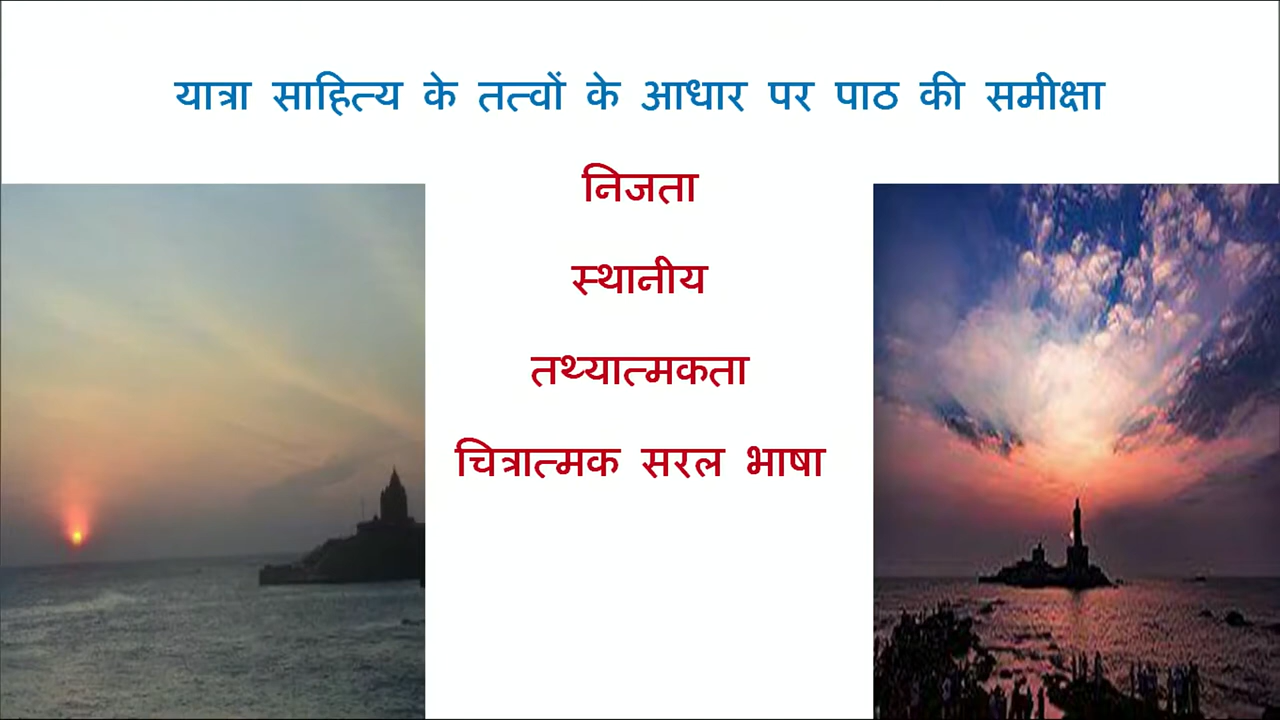 यात्रा साहित्य के तत्वों के आधार पर पाठ की समीक्षा
निजता
स्थानीय
तथ्यात्मकता
चित्रात्मक सरल भाषा